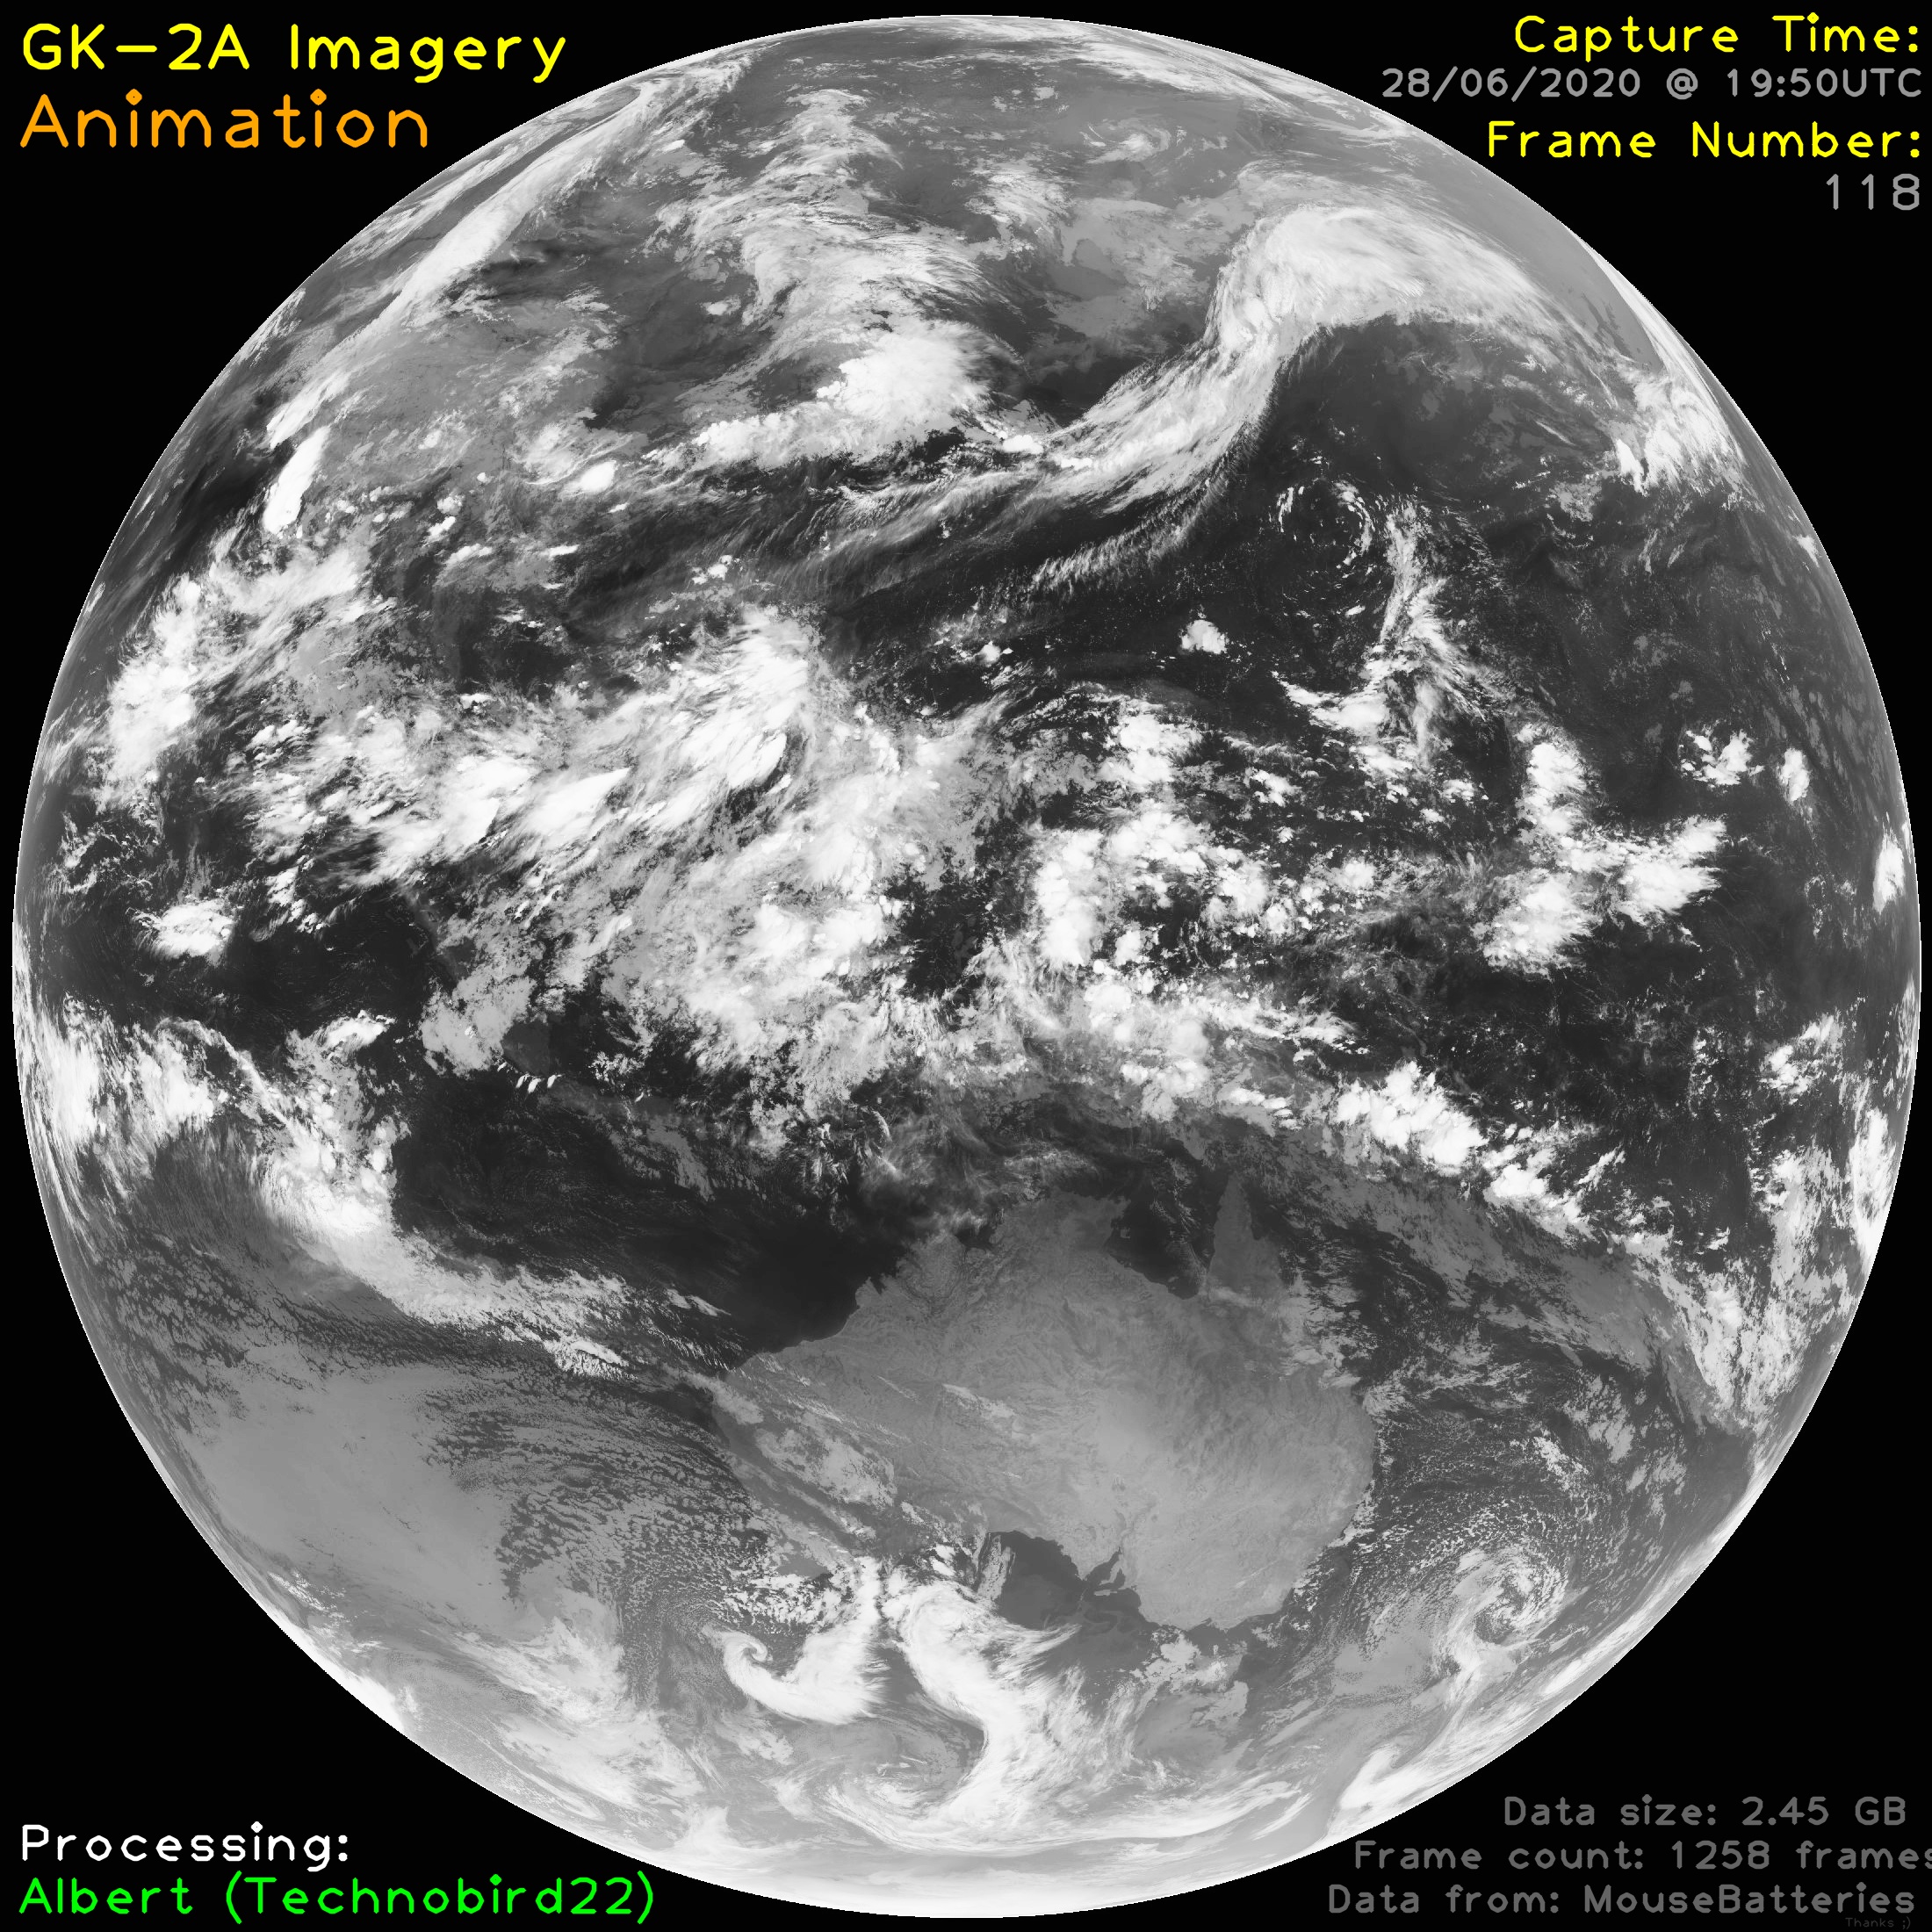 GK-2A Imagery
Animation
Capture Time:
28/06/2020 @ 19:50UTC
Frame Number:
118
Processing:
Albert (Technobird22)
Data size: 2.45 GB
Frame count: 1258 frames
Data from: MouseBatteries
Thanks ;)